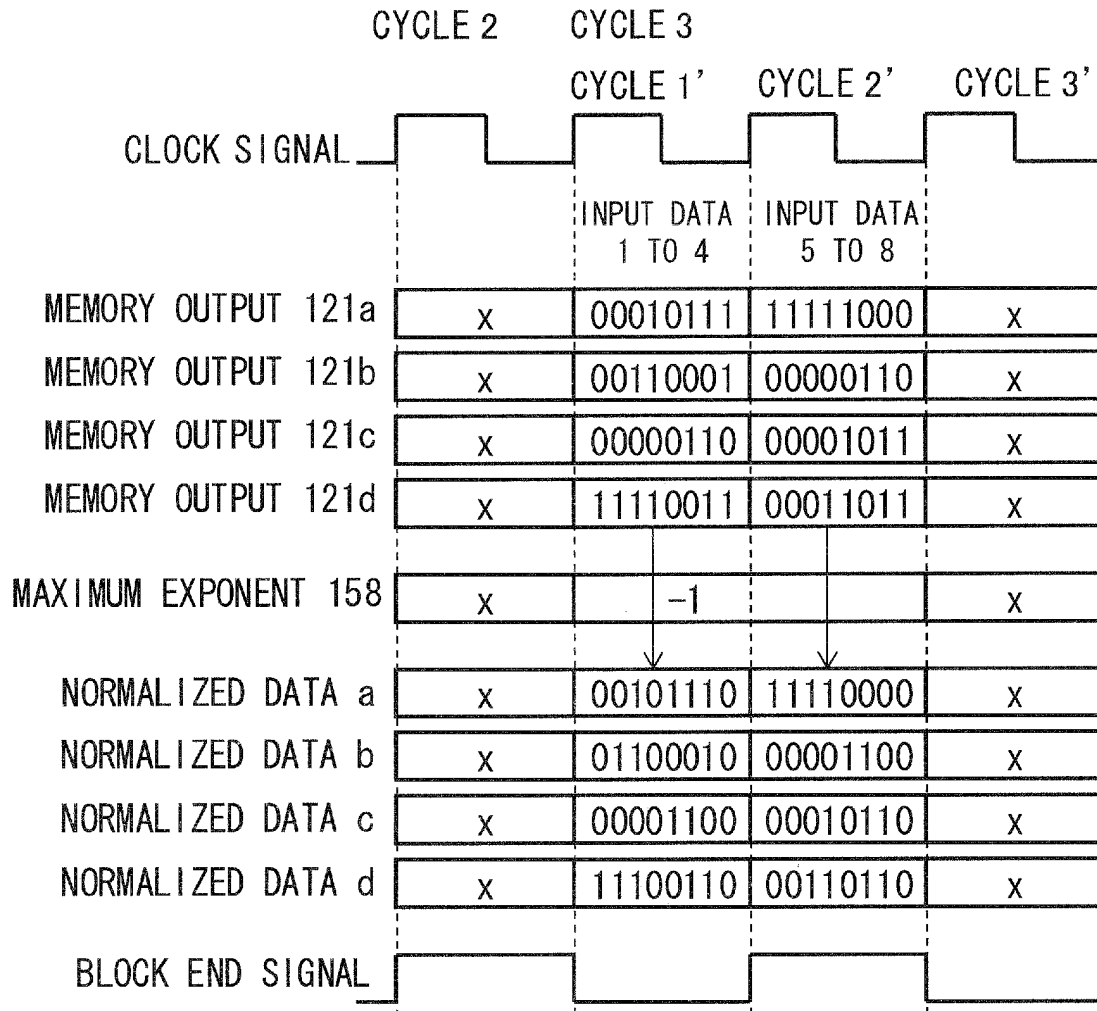 CYCLE 2 CYCLE 3
CYCLE 1' CYCLE 2' CYCLE 3'
CLOCK SIGNAL
INPUT DATA 1 TO 4 INPUT DATA 5 TO 8
MEMORY OUTPUT 121a x 00010111 11111000 x
MEMORY OUTPUT 121b x 00110001 00000110 x
MEMORY OUTPUT 121c x 00000110 00001011 x
MEMORY OUTPUT 121d x 11110011 00011011 x
MAXIMUM EXPONENT 158 x -1 x
NORMALIZED DATA a x 00101110 11110000 x
NORMALIZED DATA b x 01100010 00001100 x
NORMALIZED DATA c x 00001100 00010110 x
NORMALIZED DATA d x 11100110 00110110 x
BLOCK END SIGNAL